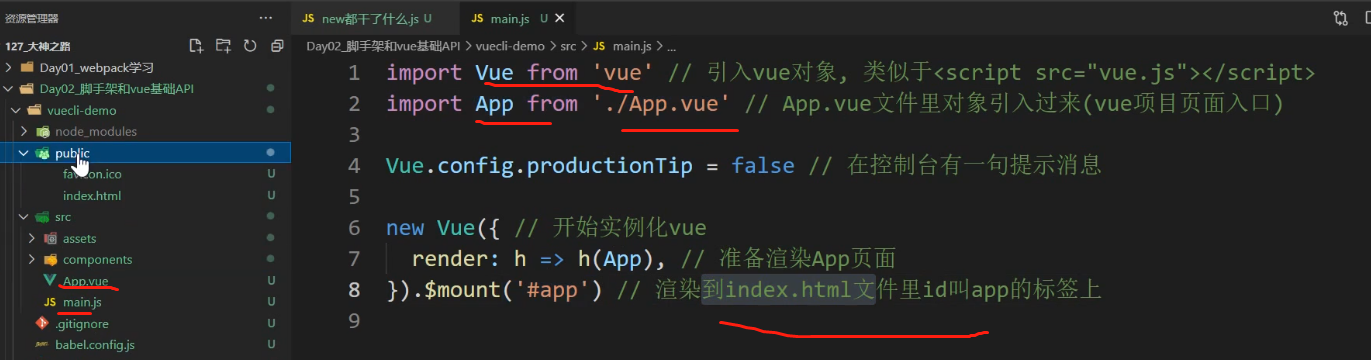 资源管理器
127_大神之路
Day01_webpack学习
Day02_脚手架和vue基础API
vuecli-demo
node_modules
public
favicon.ico
U
index.html
U
src
assets
components
App.vue
U
main.js
U
.gitignore
U
babel.config.js
U
JS new都干了什么.js U
JS main.js U
Day02_脚手架和vue基础API > vuecli-demo > src > JS main.js > ...
1 import Vue from 'vue' // 引入vue对象, 类似于<script src="vue.js"></script>
2 import App from './App.vue' // App.vue文件里对象引入过来(vue项目页面入口)
3
4 Vue.config.productionTip = false // 在控制台有一句提示消息
5
6 new Vue({ // 开始实例化vue
7 render: h => h(App), // 准备渲染App页面
8 }).$mount('#app') // 渲染到index.html文件里id叫app的标签上
9